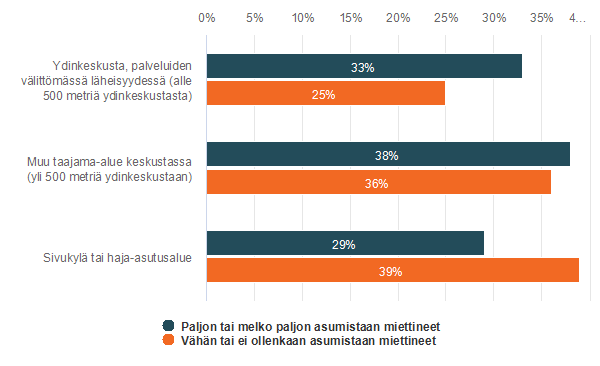 0% 5% 10% 15% 20% 25% 30% 35% 4...
Ydinkeskusta, palveluiden
välittömässä läheisyydessä (alle
500 metriä ydinkeskustasta)
33%
25%
Muu taajama-alue keskustassa
(yli 500 metriä ydinkeskustaan)
38%
36%
Sivukylä tai haja-asutusalue
29%
39%
Paljon tai melko paljon asumistaan miettineet
Vähän tai ei ollenkaan asumistaan miettineet